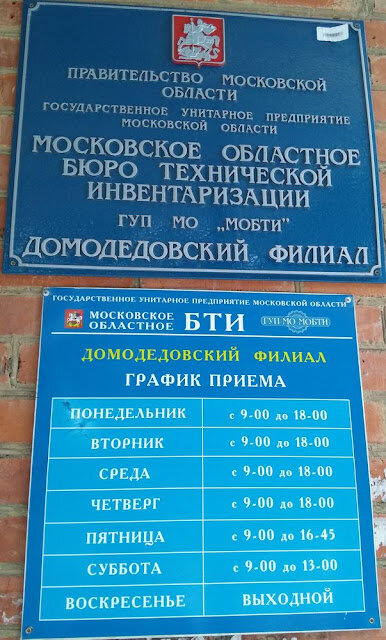 ПРАВИТЕЛЬСТВО МОСКОВСКОЙ
ОБЛАСТИ
ГОСУДАРСТВЕННОЕ УНИТАРНОЕ ПРЕДПРИЯТИЕ
МОСКОВСКОЙ ОБЛАСТИ
МОСКОВСКОЕ ОБЛАСТНОЕ
БЮРО ТЕХНИЧЕСКОЙ
ИНВЕНТАРИЗАЦИИ
ГУП МО „МОБТИ"
ДОМОДЕДОВСКИЙ ФИЛИАЛ
ГОСУДАРСТВЕННОЕ УНИТАРНОЕ ПРЕДПРИЯТИЕ МОСКОВСКОЙ ОБЛАСТИ
МОСКОВСКОЕ
ОБЛАСТНОЕ БТИ ГУП МО МОБТИ
ДОМОДЕДОВСКИЙ ФИЛИАЛ
ГРАФИК ПРИЕМА
ПОНЕДЕЛЬНИК с 9-00 до 18-00
ВТОРНИК с 9-00 до 18-00
СРЕДА с 9-00 до 18-00
ЧЕТВЕРГ с 9-00 до 18-00
ПЯТНИЦА с 9-00 до 16-45
СУББОТА с 9-00 до 13-00
ВОСКРЕСЕНЬЕ ВЫХОДНОЙ